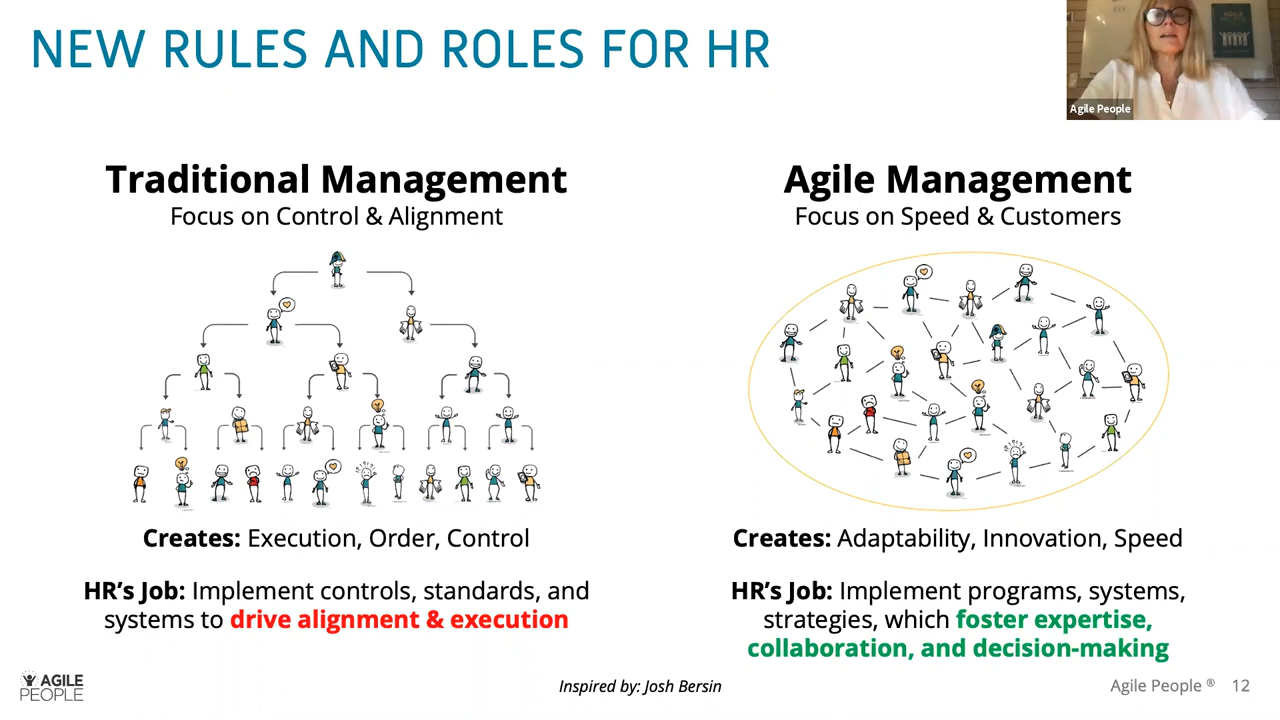 NEW RULES AND ROLES FOR HR
Agile People
Traditional Management
Focus on Control & Alignment
Creates: Execution, Order, Control
HR's Job: Implement controls, standards, and
systems to drive alignment & execution
Agile Management
Focus on Speed & Customers
Creates: Adaptability, Innovation, Speed
HR's Job: Implement programs, systems,
strategies, which foster expertise,
collaboration, and decision-making
AGILE
PEOPLE
Inspired by: Josh Bersin
Agile People ® 12